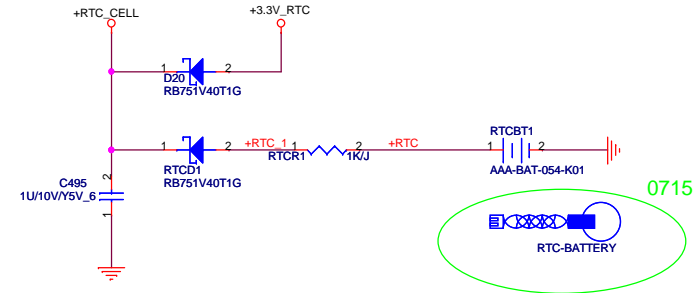 +RTC_CELL
+3.3V_RTC
1
2
D20
RB751V40T1G
1
2
+RTC_1
1
2
+RTC
RTCR1
1K/J
RTCBT1
1
2
RTCD1
RB751V40T1G
AAA-BAT-054-K01
C495
1U/10V/Y5V_6
2
1
0715
RTC-BATTERY